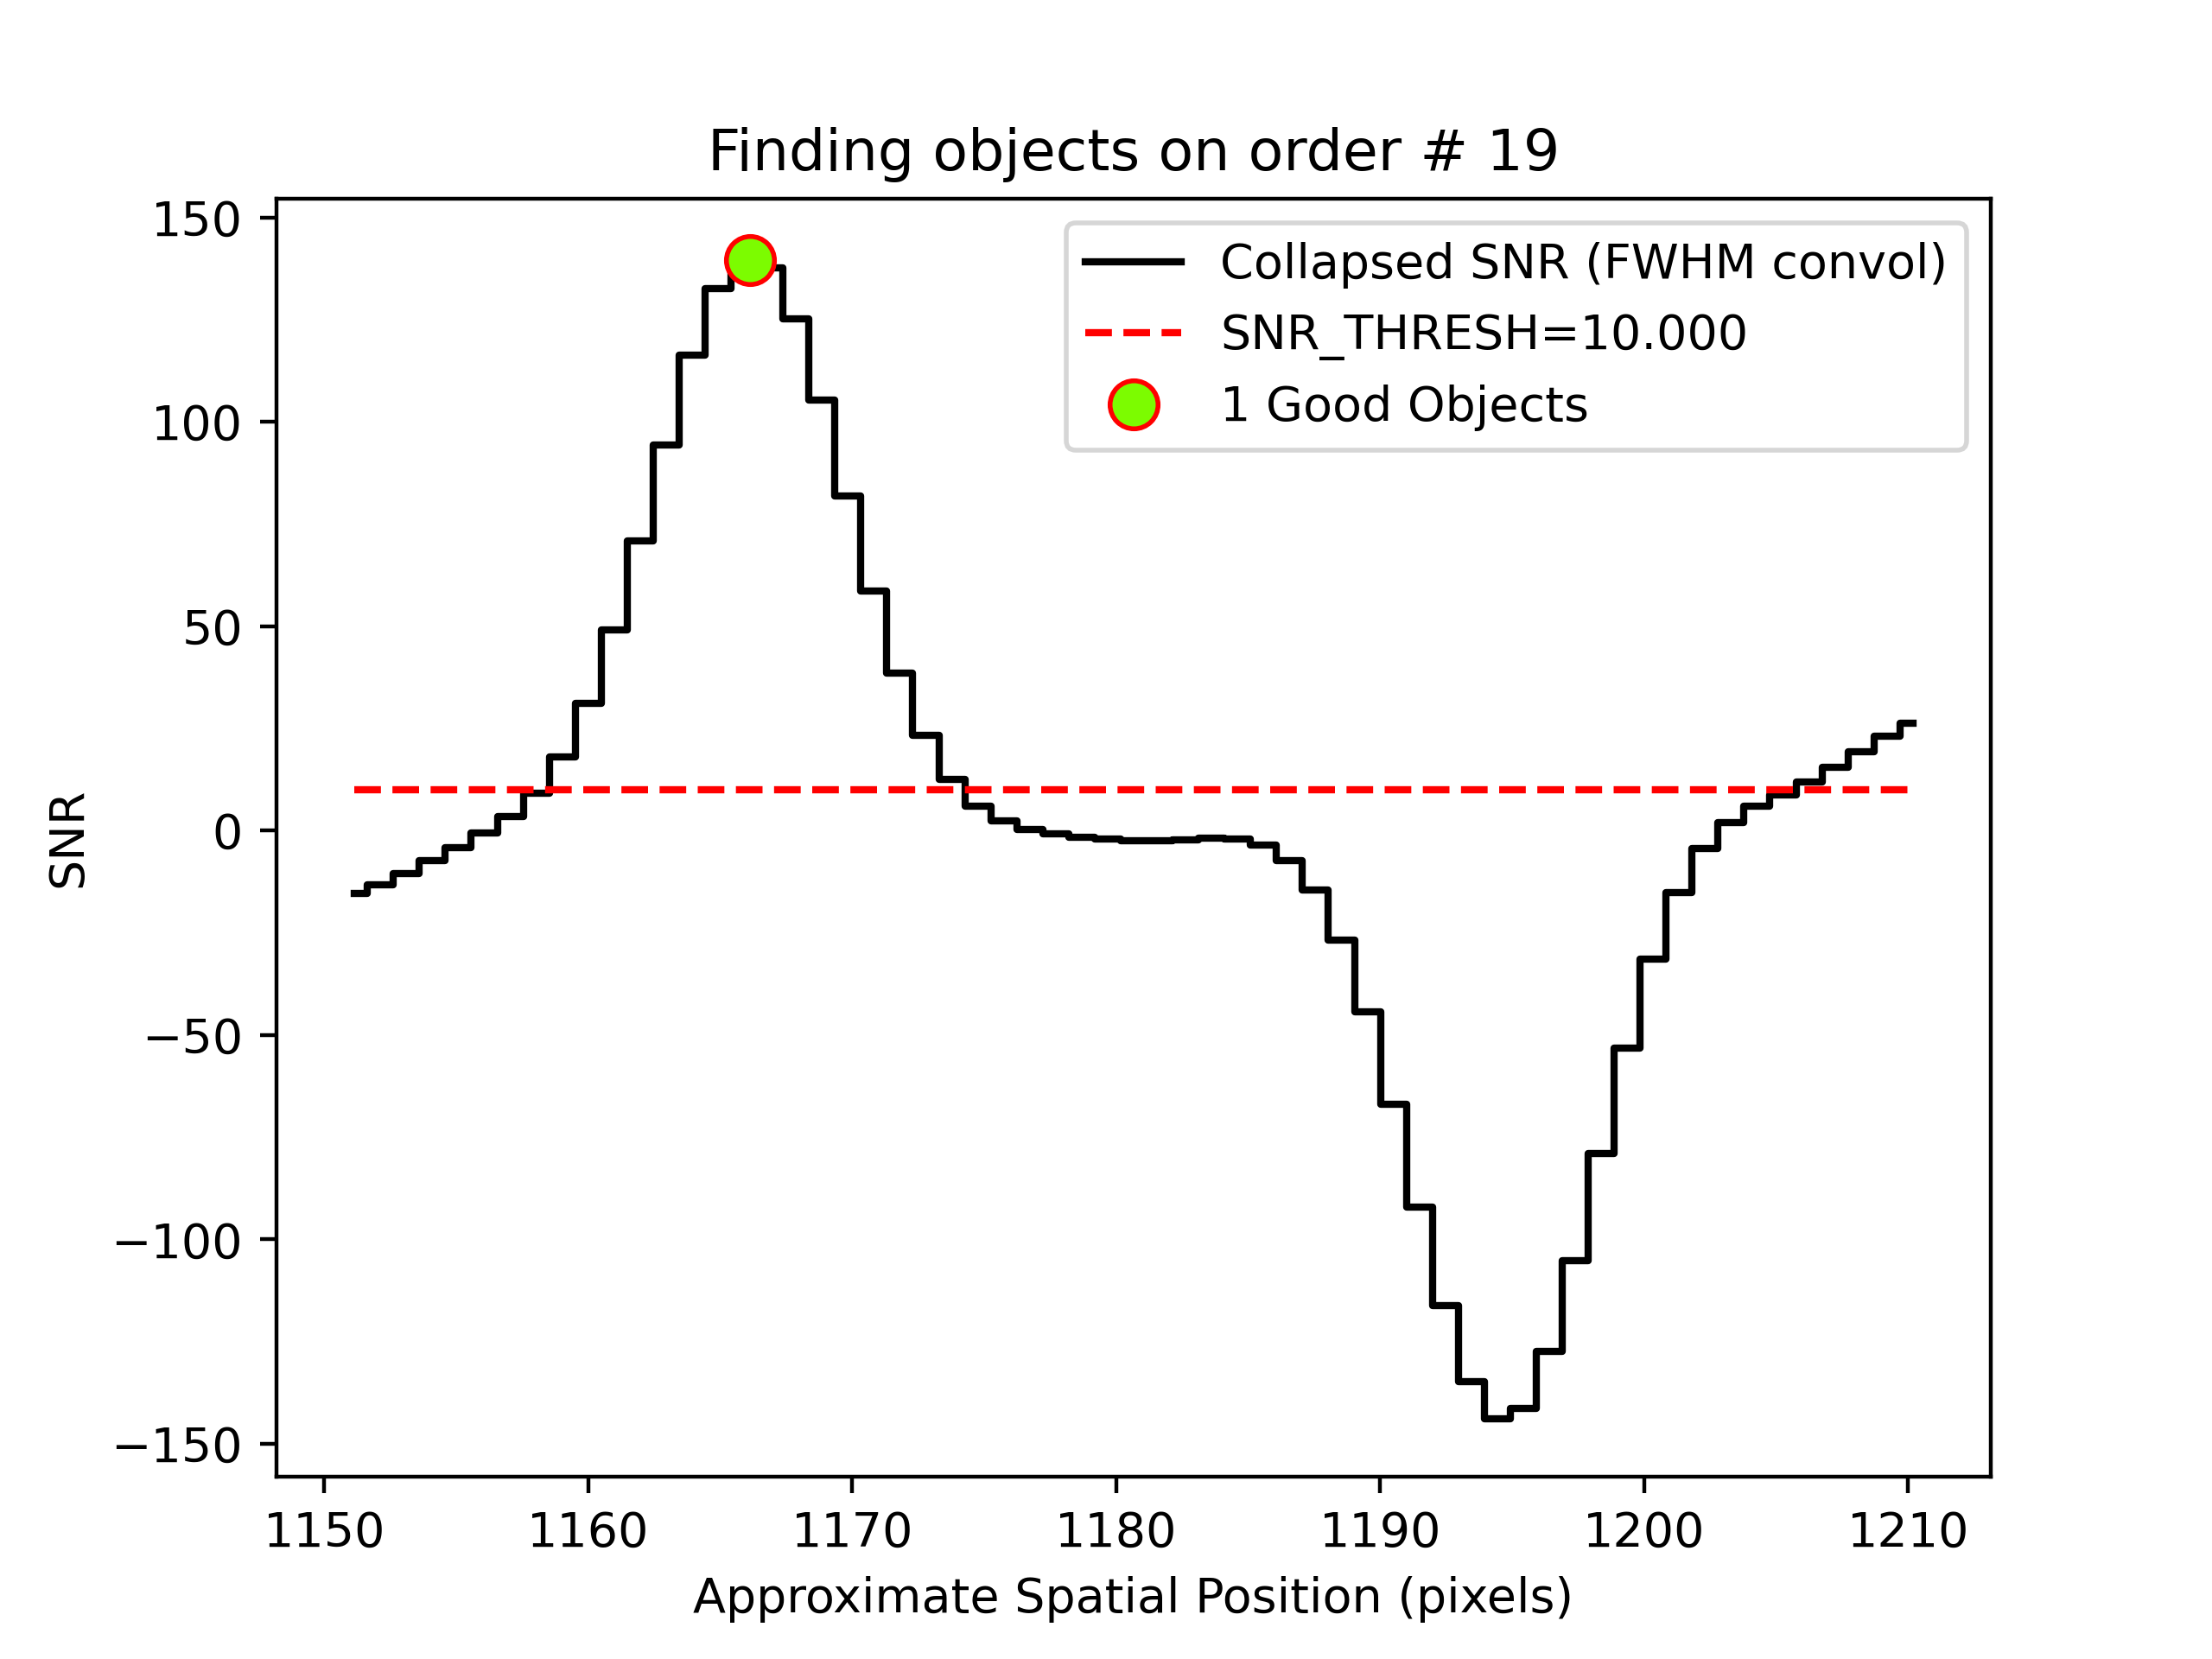 Finding objects on order # 19
150
100
50
0
−50
−100
−150
SNR
Collapsed SNR (FWHM convol)
SNR_THRESH=10.000
1 Good Objects
1150 1160 1170 1180 1190 1200 1210
Approximate Spatial Position (pixels)